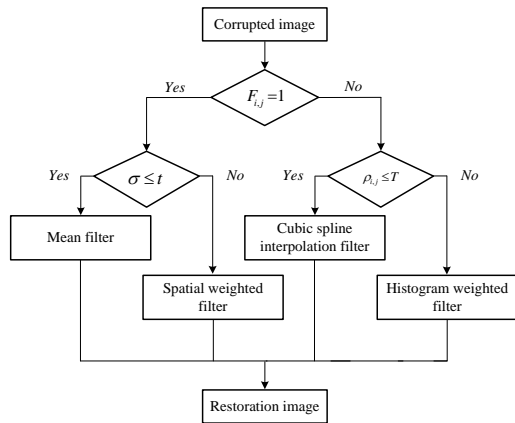 Corrupted image
Yes
F_{i,j}=1
No
Yes
σ ≤ t
No
Yes
ρ_{i,j} ≤ T
No
Mean filter
Cubic spline
interpolation filter
Spatial weighted
filter
Histogram weighted
filter
Restoration image